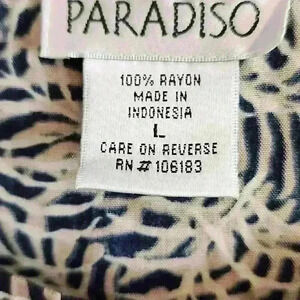 PARADISO
100% RAYON
MADE IN
INDONESIA
L
CARE ON REVERSE
RN # 106183